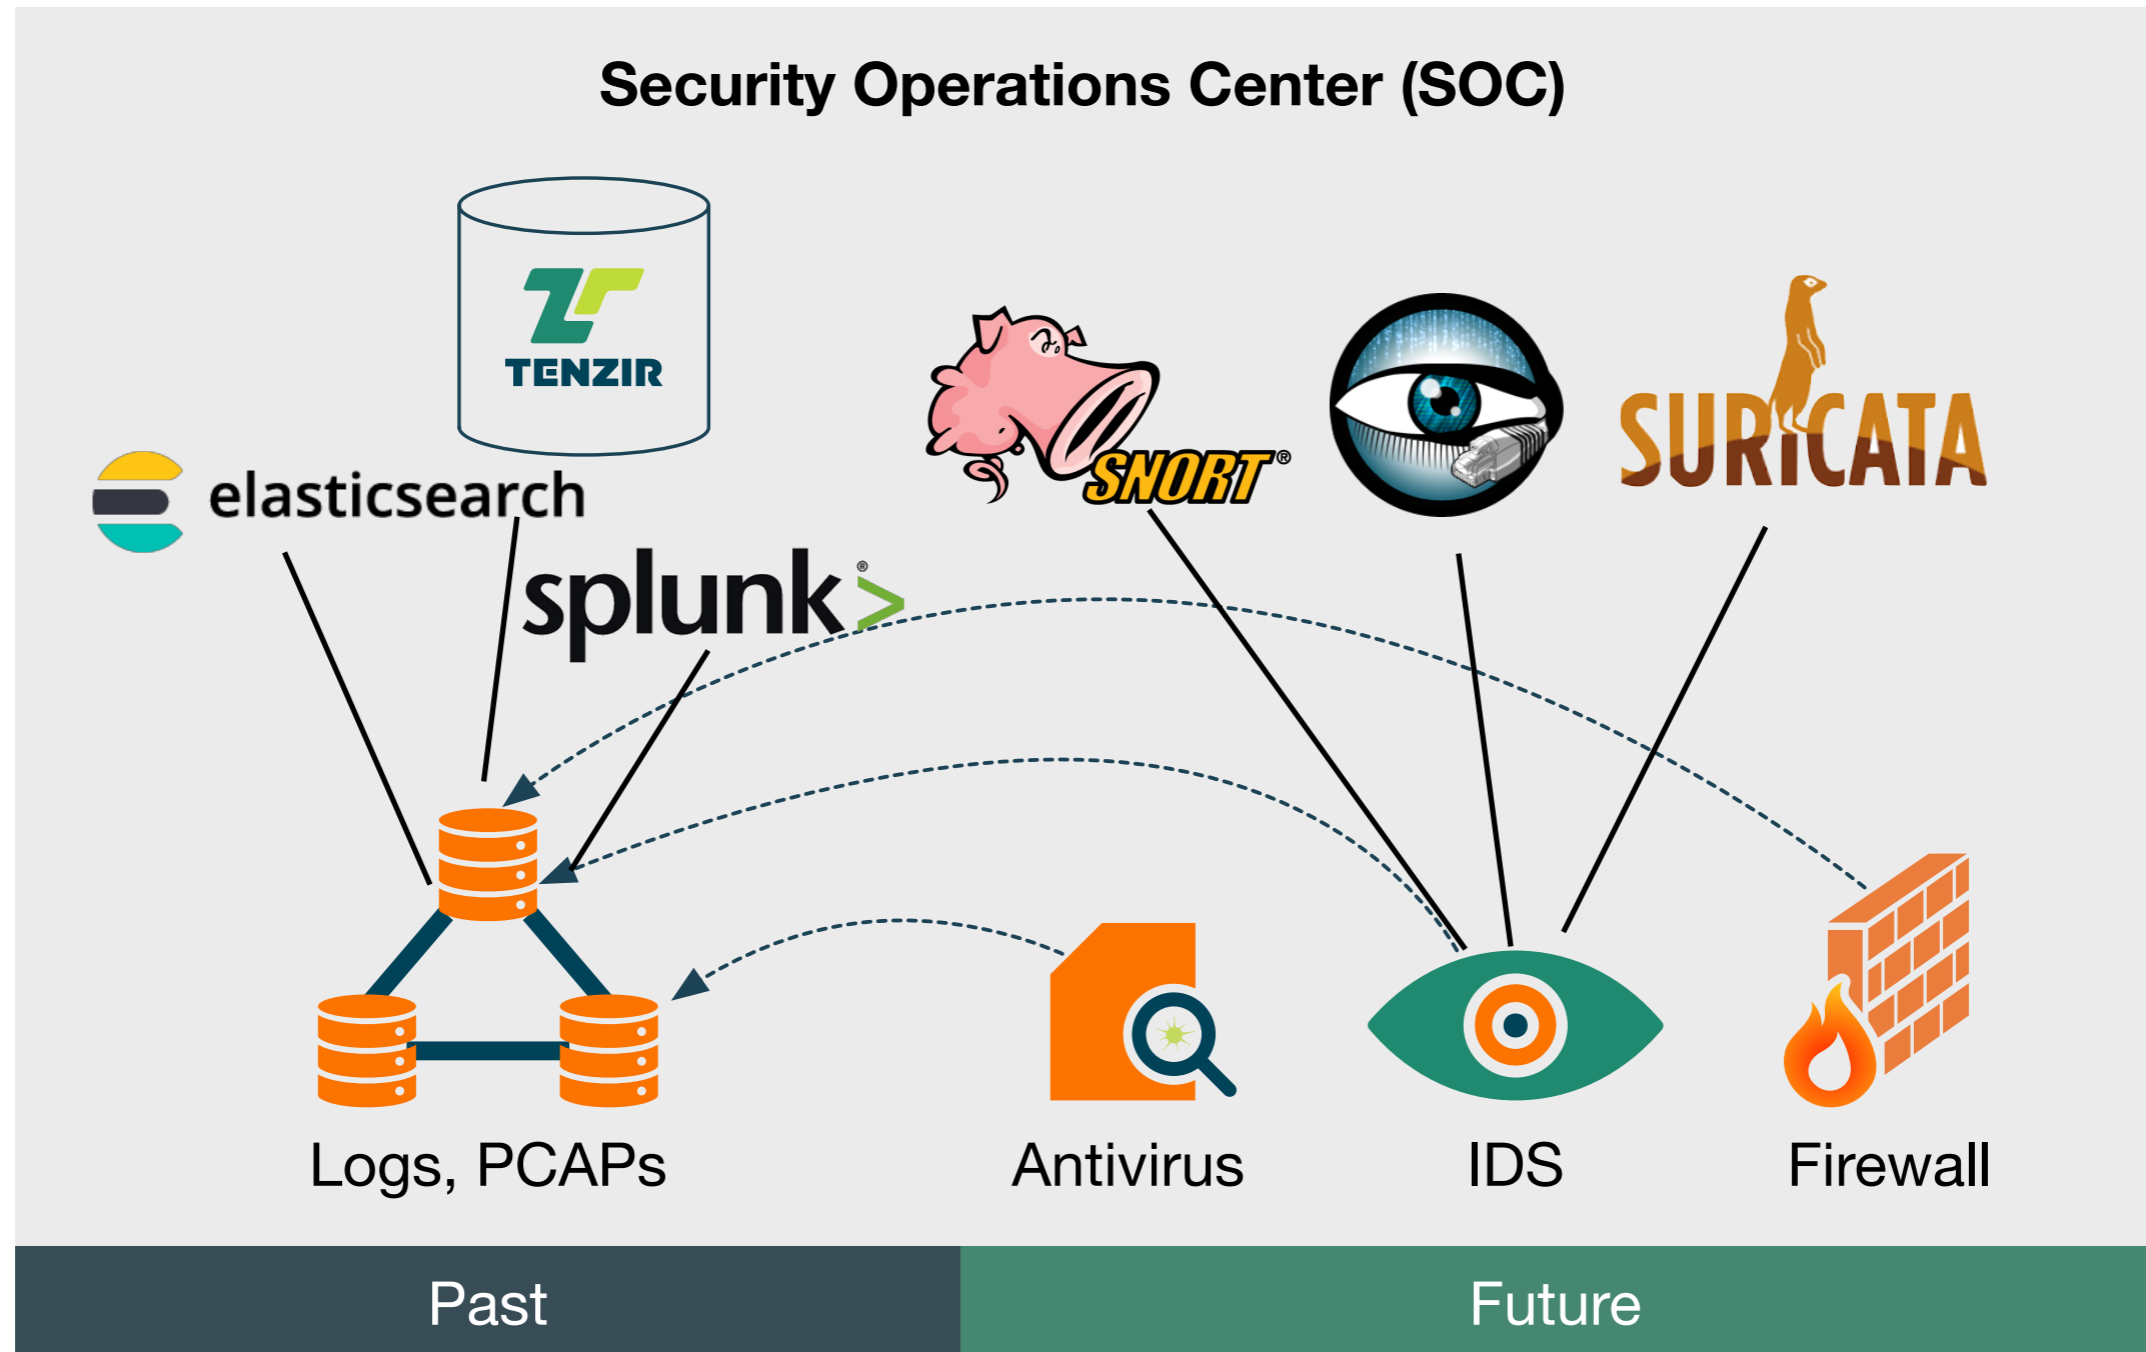 Security Operations Center (SOC)
TENZIR
elasticsearch
splunk>®
SNORT®
SURICATA
Logs, PCAPs
Antivirus
IDS
Firewall
Past
Future